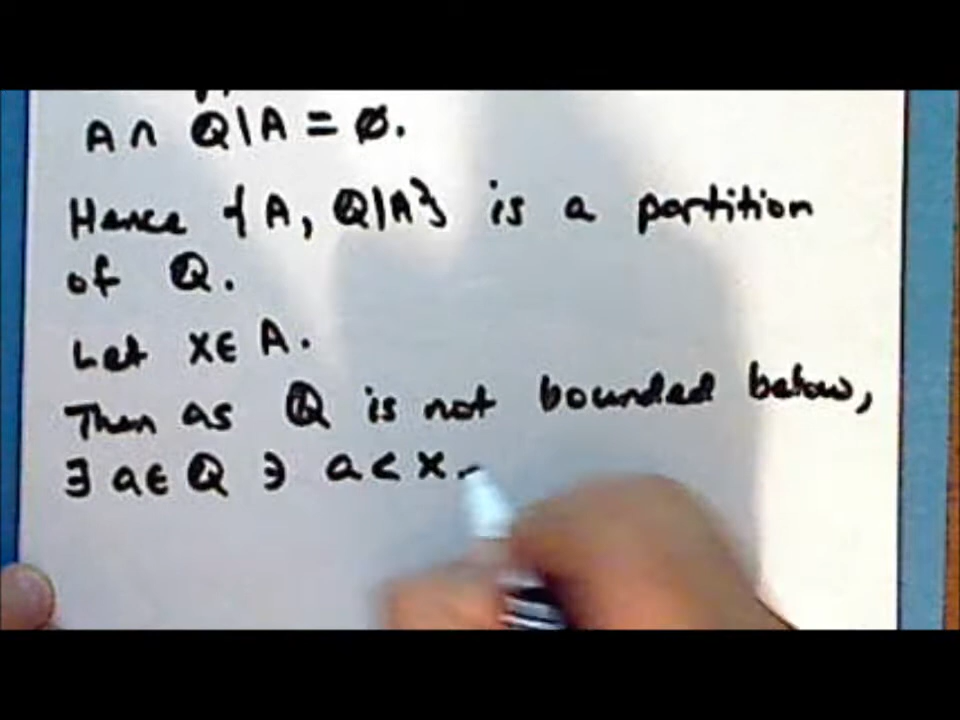 A ∩ ℚ\A = ∅.
Hence {A, ℚ\A} is a partition
of ℚ.
Let x ∈ A.
Then as ℚ is not bounded below,
∃ a ∈ ℚ ∋ a < x